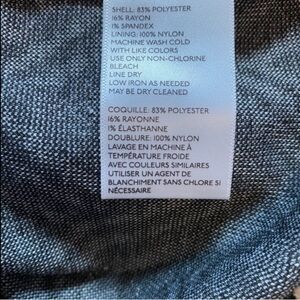 SHELL: 83% POLYESTER
16% RAYON
1% SPANDEX
LINING: 100% NYLON
MACHINE WASH COLD
WITH LIKE COLORS
USE ONLY NON-CHLORINE
BLEACH
LINE DRY
LOW IRON AS NEEDED
MAY BE DRY CLEANED
COQUILLE: 83% POLYESTER
16% RAYONNE
1% ÉLASTHANNE
DOUBLURE: 100% NYLON
LAVAGE EN MACHINE À
TEMPÉRATURE FROIDE
AVEC COULEURS SIMILAIRES
UTILISER UN AGENT DE
BLANCHIMENT SANS CHLORE SI
NÉCESSAIRE